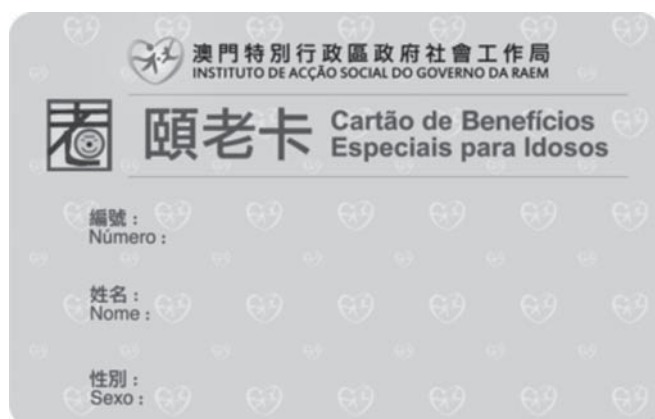 澳門特別行政區政府社會工作局
INSTITUTO DE ACÇÃO SOCIAL DO GOVERNO DA RAEM
老
頤老卡
Cartão de Benefícios
Especiais para Idosos
編號：
Número :
姓名：
Nome :
性別：
Sexo :